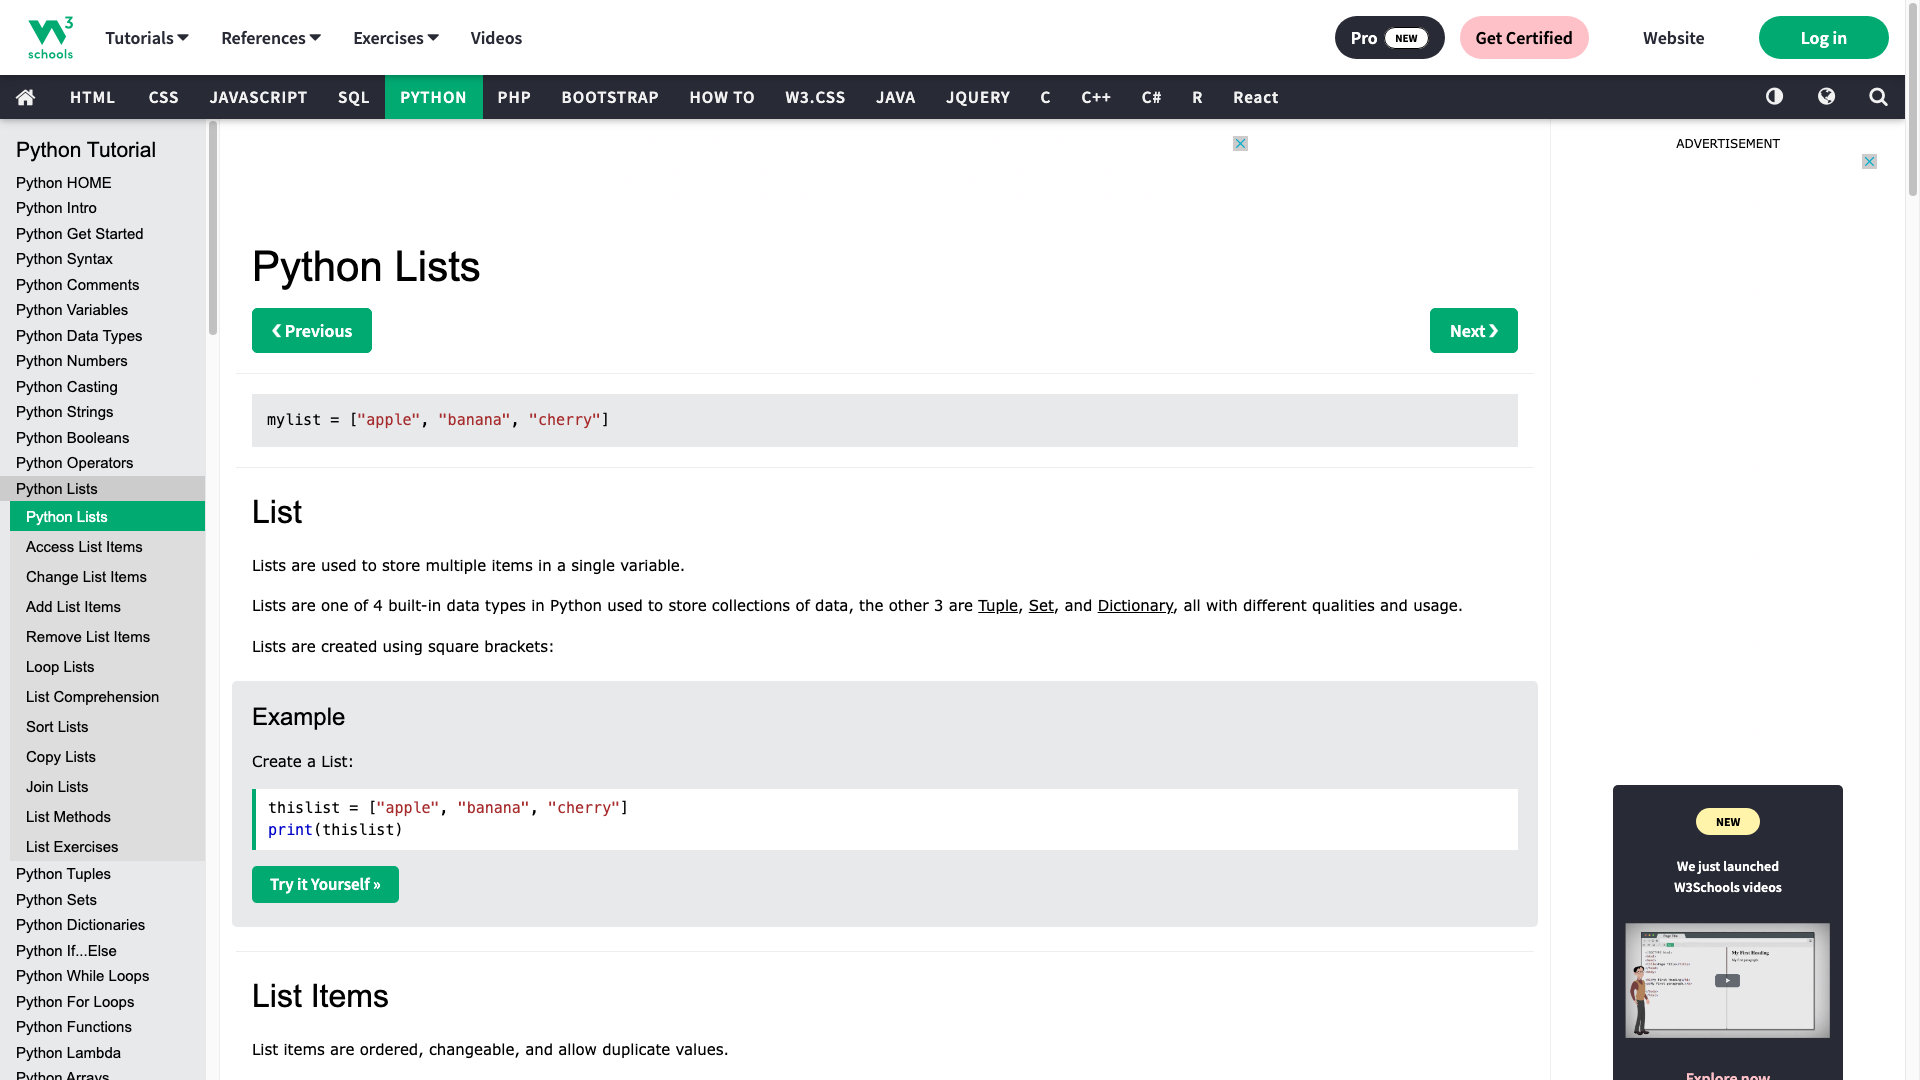 W3
schools
Tutorials
References
Exercises
Videos
Pro NEW
Get Certified
Website
Log in
HTML
CSS
JAVASCRIPT
SQL
PYTHON
PHP
BOOTSTRAP
HOW TO
W3.CSS
JAVA
JQUERY
C
C++
C#
R
React
Python Tutorial
Python HOME
Python Intro
Python Get Started
Python Syntax
Python Comments
Python Variables
Python Data Types
Python Numbers
Python Casting
Python Strings
Python Booleans
Python Operators
Python Lists
Python Lists
Access List Items
Change List Items
Add List Items
Remove List Items
Loop Lists
List Comprehension
Sort Lists
Copy Lists
Join Lists
List Methods
List Exercises
Python Tuples
Python Sets
Python Dictionaries
Python If...Else
Python While Loops
Python For Loops
Python Functions
Python Lambda
Python Arrays
Python Lists
❮ Previous
Next ❯
mylist = ["apple", "banana", "cherry"]
List
Lists are used to store multiple items in a single variable.
Lists are one of 4 built-in data types in Python used to store collections of data, the other 3 are Tuple, Set, and Dictionary, all with different qualities and usage.
Lists are created using square brackets:
Example
Create a List:
thislist = ["apple", "banana", "cherry"]
print(thislist)
Try it Yourself »
List Items
List items are ordered, changeable, and allow duplicate values.
ADVERTISEMENT
NEW
We just launched
W3Schools videos
My First Heading
Explore now